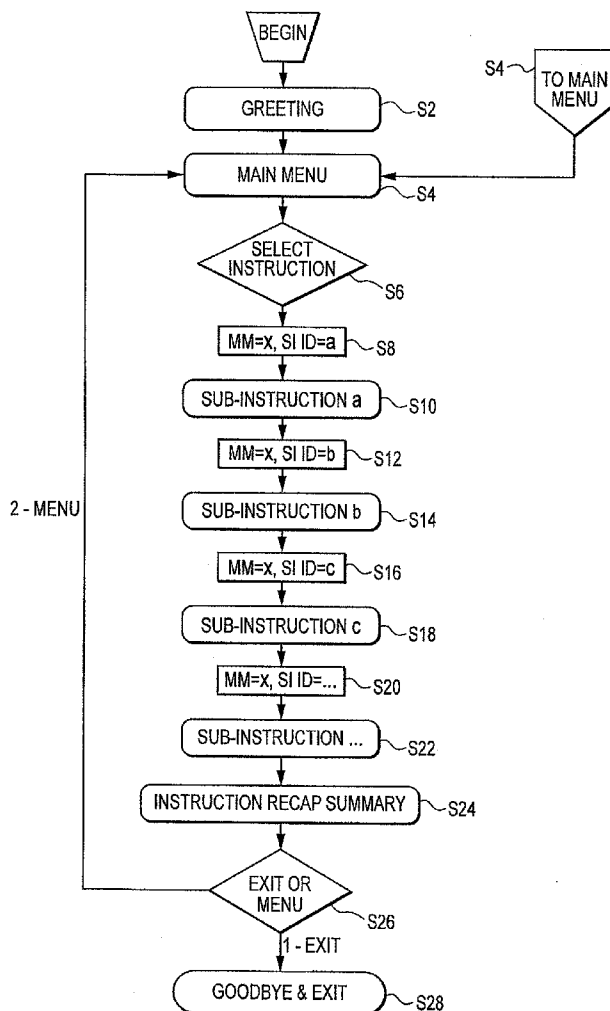 BEGIN
S4
TO MAIN
MENU
GREETING
S2
MAIN MENU
S4
SELECT
INSTRUCTION
S6
MM=x, SI ID=a
S8
SUB-INSTRUCTION a
S10
MM=x, SI ID=b
S12
2 - MENU
SUB-INSTRUCTION b
S14
MM=x, SI ID=c
S16
SUB-INSTRUCTION c
S18
MM=x, SI ID=...
S20
SUB-INSTRUCTION ...
S22
INSTRUCTION RECAP SUMMARY
S24
EXIT OR
MENU
S26
1 - EXIT
GOODBYE & EXIT
S28